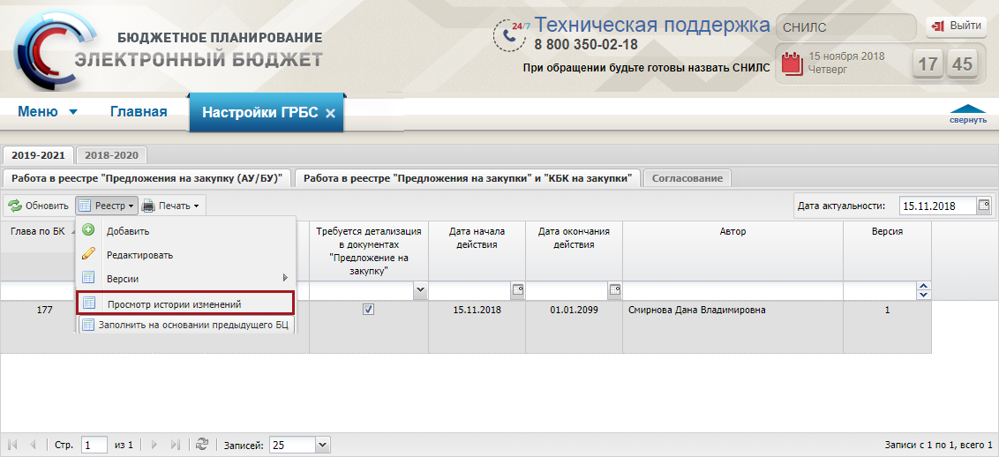 БЮДЖЕТНОЕ ПЛАНИРОВАНИЕ
ЭЛЕКТРОННЫЙ БЮДЖЕТ
24/7 Техническая поддержка
8 800 350-02-18
При обращении будьте готовы назвать СНИЛС
СНИЛС
Выйти
15 ноября 2018
Четверг
17 45
Меню Главная Настройки ГРБС
свернуть
2019-2021 2018-2020
Работа в реестре "Предложения на закупку (АУ/БУ)" Работа в реестре "Предложения на закупки" и "КБК на закупки" Согласование
Обновить Реестр Печать Дата актуальности: 15.11.2018
Глава по БК
Требуется детализация
в документах
"Предложение на
закупку"
Дата начала
действия
Дата окончания
действия
Автор
Версия
Добавить
Редактировать
Версии
Просмотр истории изменений
Заполнить на основании предыдущего БЦ
177 15.11.2018 01.01.2099 Смирнова Дана Владимировна 1
Стр. 1 из 1 Записей: 25 Записи с 1 по 1, всего 1